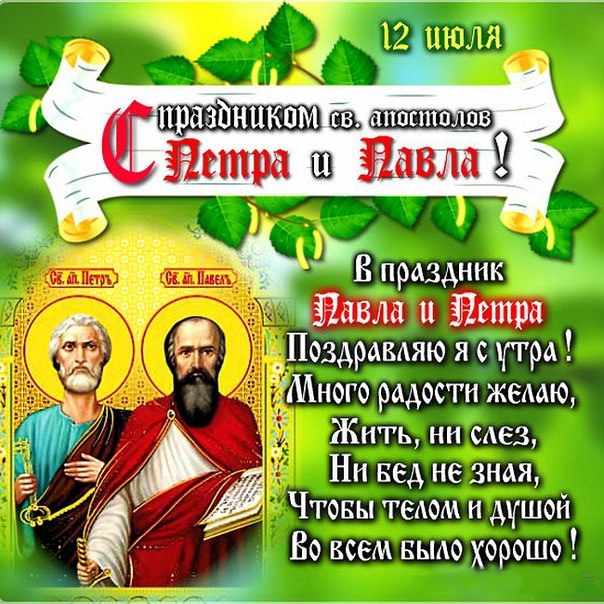 12 июля
С праздником св. апостолов
Петра и Павла!
Св. ап. Петръ
Св. ап. Павелъ
В праздник
Павла и Петра
Поздравляю я с утра!
Много радости желаю,
Жить, ни слез,
Ни бед не зная,
Чтобы телом и душой
Во всем было хорошо!